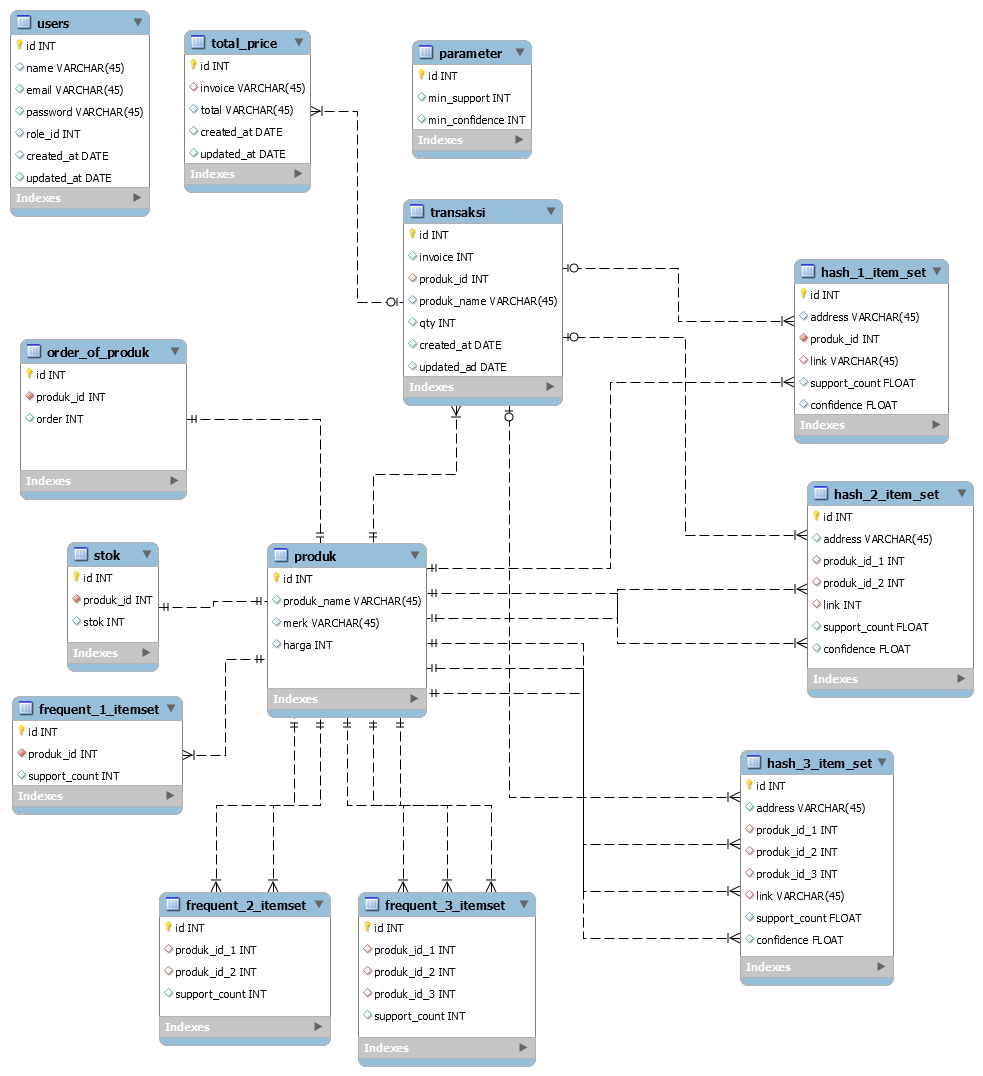 users
id INT
name VARCHAR(45)
email VARCHAR(45)
password VARCHAR(45)
role_id INT
created_at DATE
updated_at DATE
Indexes
total_price
id INT
invoice VARCHAR(45)
total VARCHAR(45)
created_at DATE
updated_at DATE
Indexes
parameter
id INT
min_support INT
min_confidence INT
Indexes
transaksi
id INT
invoice INT
produk_id INT
produk_name VARCHAR(45)
qty INT
created_at DATE
updated_ad DATE
Indexes
hash_1_item_set
id INT
address VARCHAR(45)
produk_id INT
link VARCHAR(45)
support_count FLOAT
confidence FLOAT
Indexes
order_of_produk
id INT
produk_id INT
order INT
Indexes
hash_2_item_set
id INT
address VARCHAR(45)
produk_id_1 INT
produk_id_2 INT
link INT
support_count FLOAT
confidence FLOAT
Indexes
stok
id INT
produk_id INT
stok INT
Indexes
produk
id INT
produk_name VARCHAR(45)
merk VARCHAR(45)
harga INT
Indexes
frequent_1_itemset
id INT
produk_id INT
support_count INT
Indexes
hash_3_item_set
id INT
address VARCHAR(45)
produk_id_1 INT
produk_id_2 INT
produk_id_3 INT
link VARCHAR(45)
support_count FLOAT
confidence FLOAT
Indexes
frequent_2_itemset
id INT
produk_id_1 INT
produk_id_2 INT
support_count INT
Indexes
frequent_3_itemset
id INT
produk_id_1 INT
produk_id_2 INT
produk_id_3 INT
support_count INT
Indexes